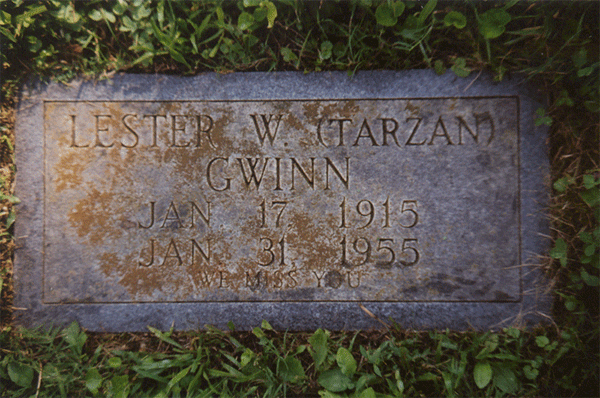 LESTER W. (TARZAN)
GWINN
JAN. 17 1915
JAN. 31 1955
WE MISS YOU